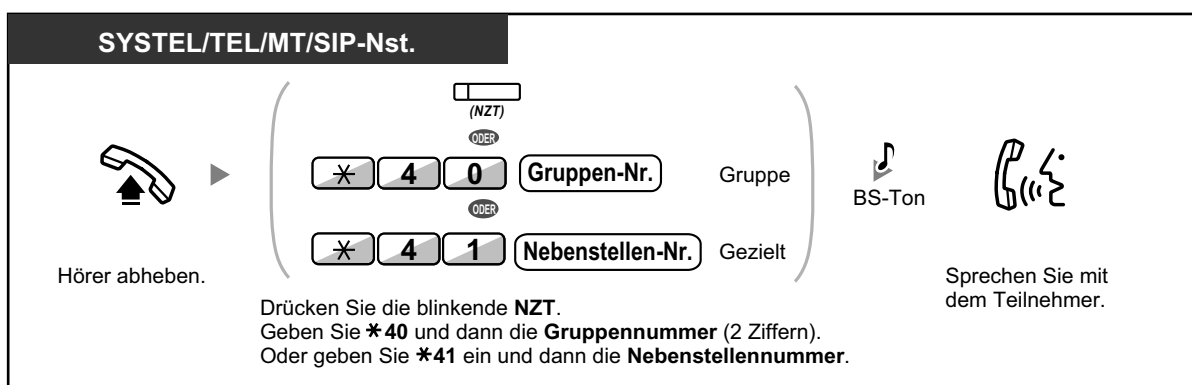 SYSTEL/TEL/MT/SIP-Nst.
(NZT)
ODER
* 4 0 Gruppen-Nr. Gruppe
ODER
* 4 1 Nebenstellen-Nr. Gezielt
BS-Ton
Hörer abheben.
Sprechen Sie mit
dem Teilnehmer.
Drücken Sie die blinkende NZT.
Geben Sie *40 und dann die Gruppennummer (2 Ziffern).
Oder geben Sie *41 ein und dann die Nebenstellennummer.